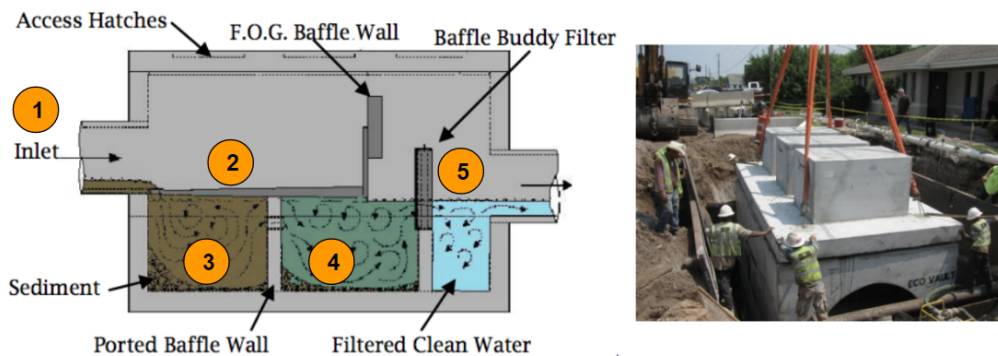 Access Hatches
F.O.G. Baffle Wall
Baffle Buddy Filter
1
Inlet
2
5
3
4
Sediment
Ported Baffle Wall
Filtered Clean Water
ECO VAULT